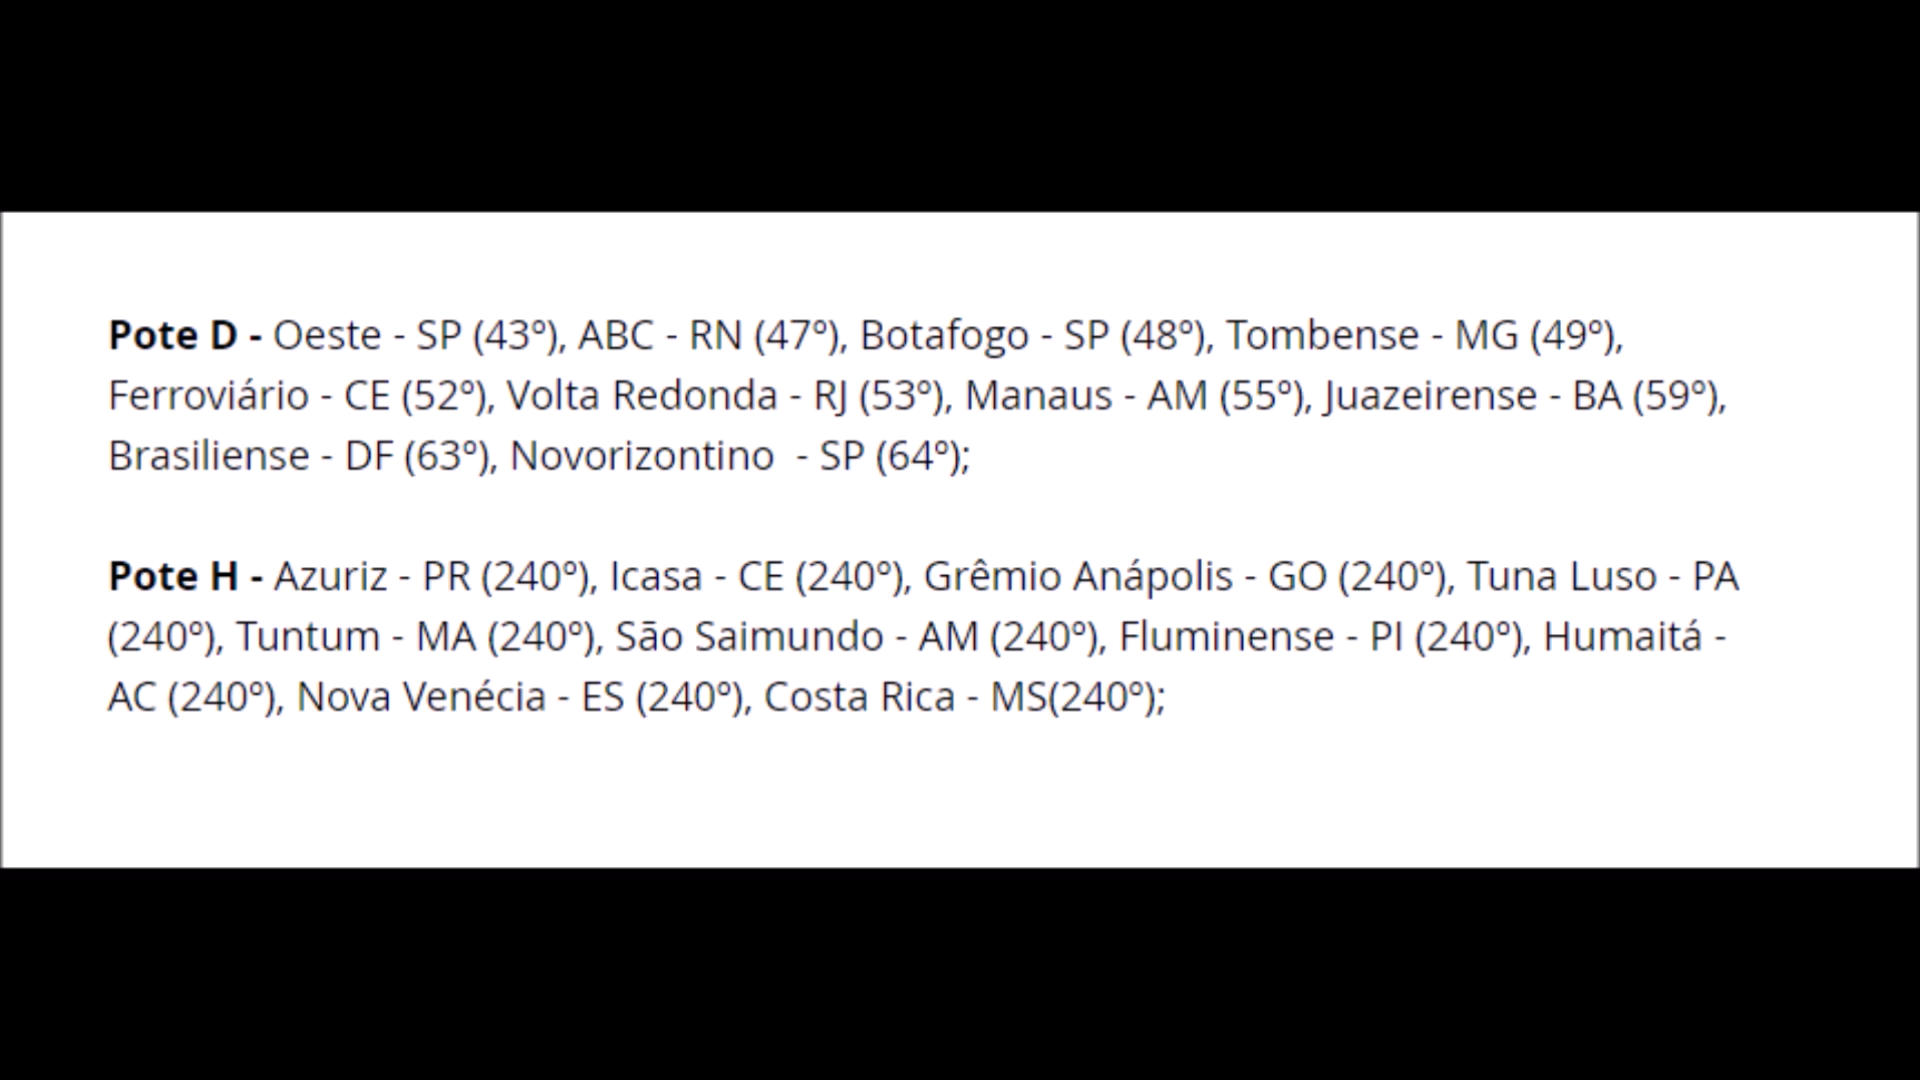 Pote D - Oeste - SP (43º), ABC - RN (47º), Botafogo - SP (48º), Tombense - MG (49º),
Ferroviário - CE (52º), Volta Redonda - RJ (53º), Manaus - AM (55º), Juazeirense - BA (59º),
Brasiliense - DF (63º), Novorizontino  - SP (64º);
Pote H - Azuriz - PR (240º), Icasa - CE (240º), Grêmio Anápolis - GO (240º), Tuna Luso - PA
(240º), Tuntum - MA (240º), São Saimundo - AM (240º), Fluminense - PI (240º), Humaitá -
AC (240º), Nova Venécia - ES (240º), Costa Rica - MS(240º);